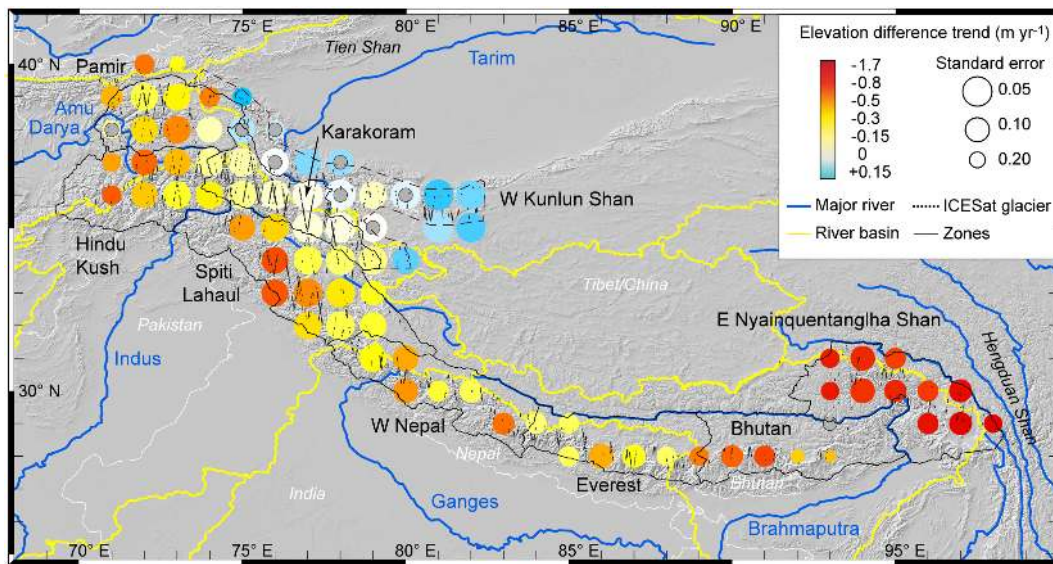 75° E
80° E
85° E
90° E
Tien Shan
40° N
Pamir
Tarim
Amu
Darya
Karakoram
W Kunlun Shan
Hindu
Kush
Spiti
Lahaul
Tibet/China
Pakistan
E Nyainquentanglha Shan
Hengduan Shan
Indus
30° N
W Nepal
Bhutan
Nepal
Everest
Bhutan
India
Ganges
Brahmaputra
70° E
75° E
80° E
85° E
95° E
Elevation difference trend (m yr-1)
-1.7
-0.8
-0.5
-0.3
-0.15
0
+0.15
Standard error
0.05
0.10
0.20
Major river
ICESat glacier
River basin
Zones